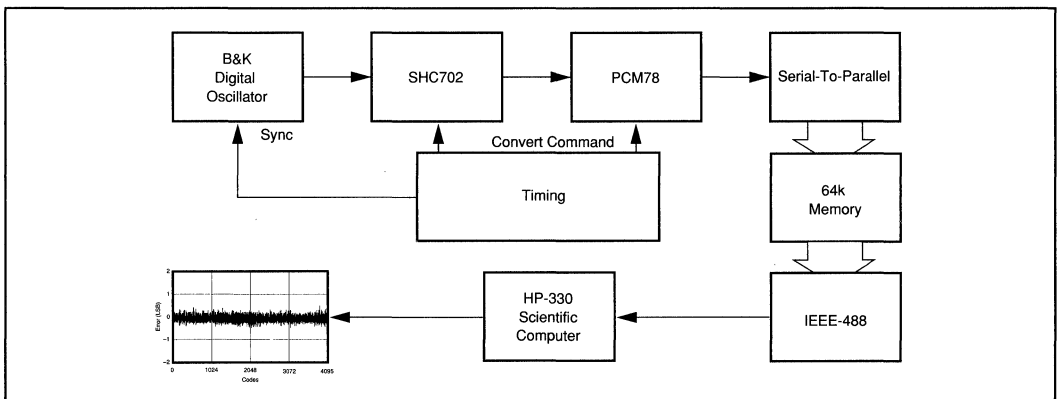 B&K
Digital
Oscillator
SHC702
PCM78
Serial-To-Parallel
Sync
Convert Command
Timing
64k
Memory
IEEE-488
HP-330
Scientific
Computer
Error (LSB)
2
1
0
–1
–2
0 1024 2048 3072 4095
Codes